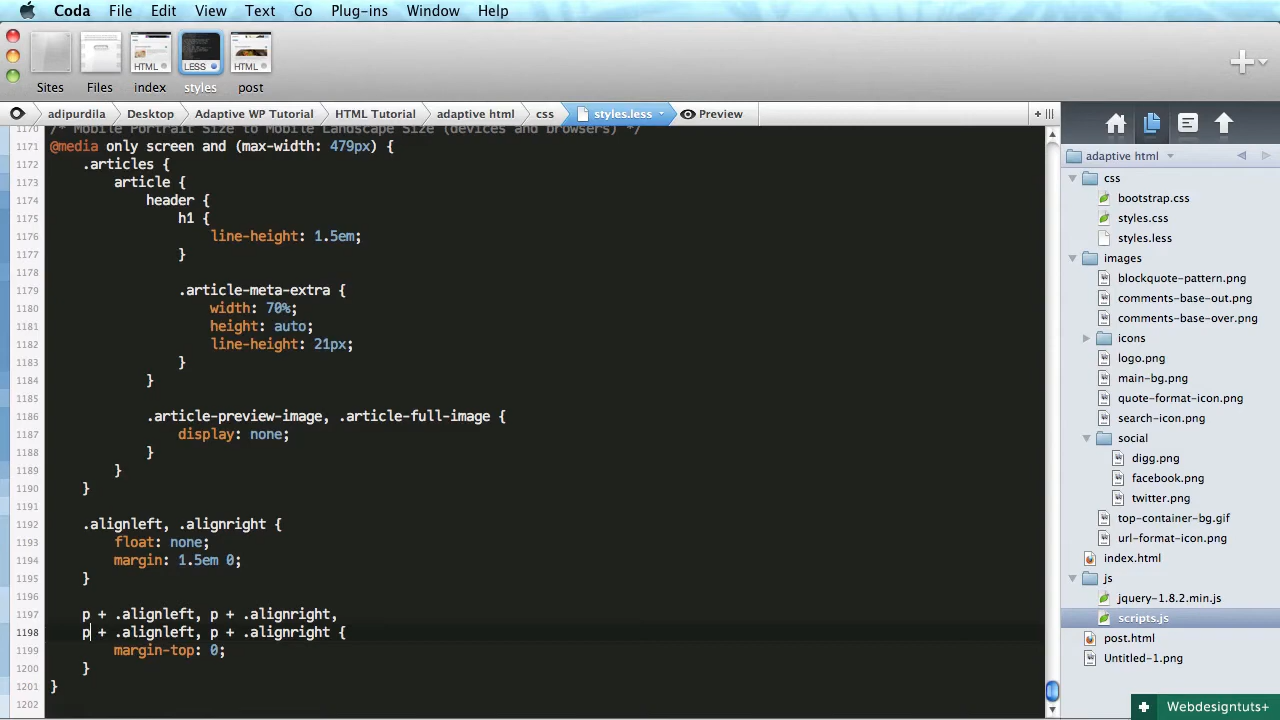 Coda File Edit View Text Go Plug-ins Window Help
HTML LESS HTML
Sites Files index styles post
adipurdila Desktop Adaptive WP Tutorial HTML Tutorial adaptive html css styles.less Preview
adaptive html
1170 /* Mobile Portrait Size to Mobile Landscape Size (devices and browsers) */
1171 @media only screen and (max-width: 479px) {
1172 .articles {
1173 article {
1174 header {
1175 h1 {
1176 line-height: 1.5em;
1177 }
1178
1179 .article-meta-extra {
1180 width: 70%;
1181 height: auto;
1182 line-height: 21px;
1183 }
1184 }
1185
1186 .article-preview-image, .article-full-image {
1187 display: none;
1188 }
1189 }
1190 }
1191
1192 .alignleft, .alignright {
1193 float: none;
1194 margin: 1.5em 0;
1195 }
1196
1197 p + .alignleft, p + .alignright,
1198 p + .alignleft, p + .alignright {
1199 margin-top: 0;
1200 }
1201 }
1202
css
bootstrap.css
styles.css
styles.less
images
blockquote-pattern.png
comments-base-out.png
comments-base-over.png
icons
logo.png
main-bg.png
quote-format-icon.png
search-icon.png
social
digg.png
facebook.png
twitter.png
top-container-bg.gif
url-format-icon.png
index.html
js
jquery-1.8.2.min.js
scripts.js
post.html
Untitled-1.png
Webdesigntuts+